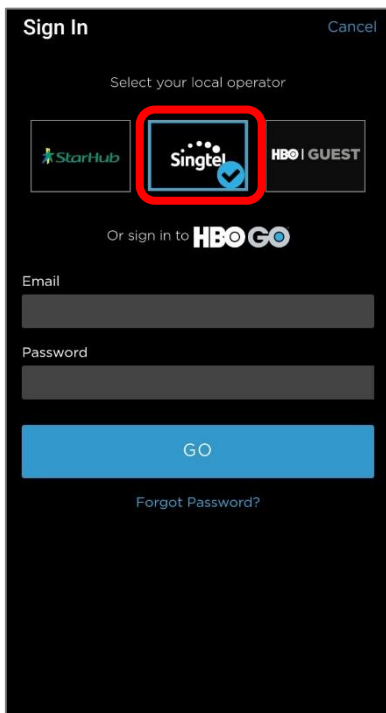 Sign In
Cancel
Select your local operator
StarHub
Singtel
HBO GUEST
Or sign in to HBO GO
Email
Password
GO
Forgot Password?